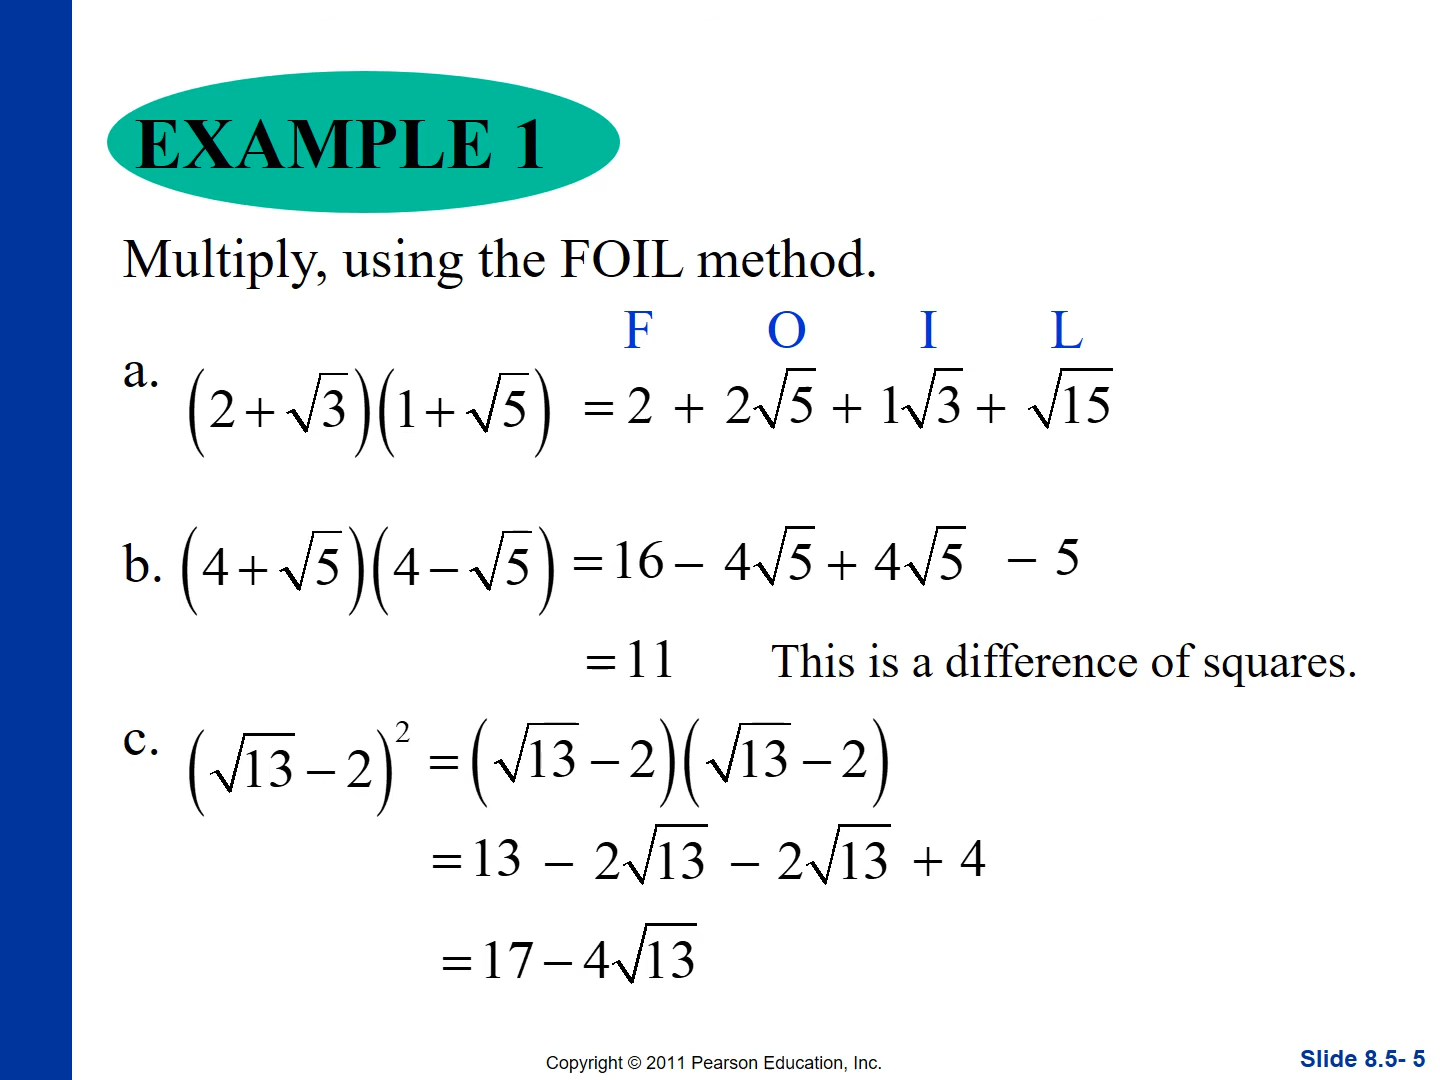 EXAMPLE 1
Multiply, using the FOIL method.
F O I L
a. (2 + √3)(1 + √5) = 2 + 2√5 + 1√3 + √15
b. (4 + √5)(4 − √5) = 16 − 4√5 + 4√5 − 5
= 11 This is a difference of squares.
c. (√13 − 2)² = (√13 − 2)(√13 − 2)
= 13 − 2√13 − 2√13 + 4
= 17 − 4√13
Copyright © 2011 Pearson Education, Inc.
Slide 8.5- 5